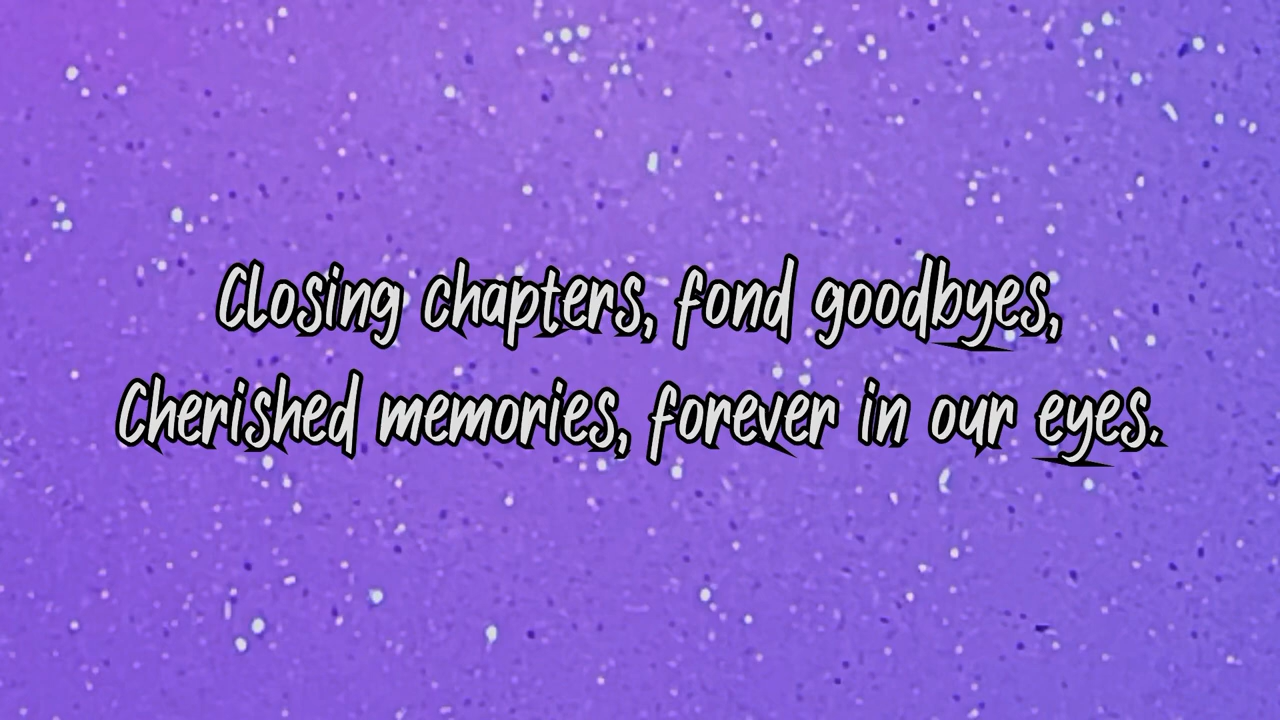 Closing chapters, fond goodbyes,
Cherished memories, forever in our eyes.